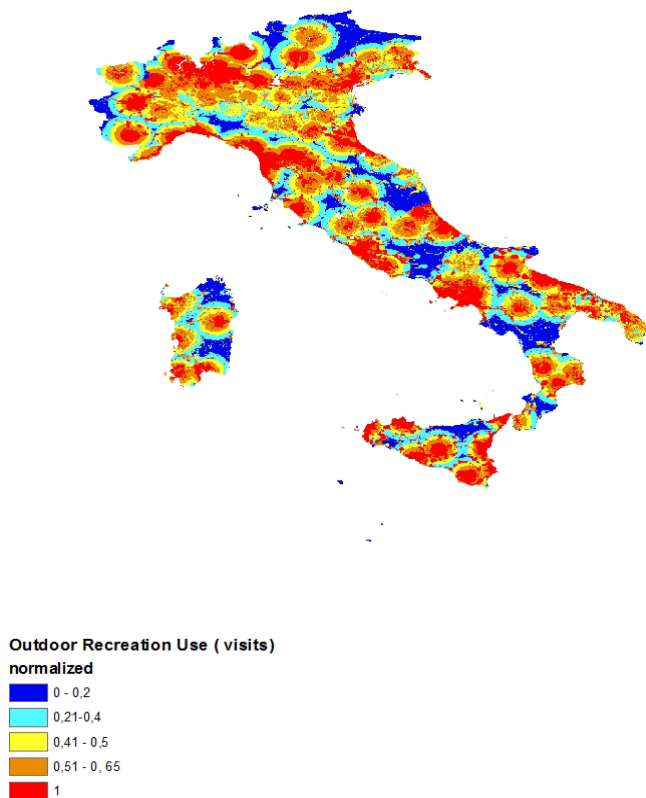 Outdoor Recreation Use ( visits)
normalized
0 - 0,2
0,21-0,4
0,41 - 0,5
0,51 - 0, 65
1